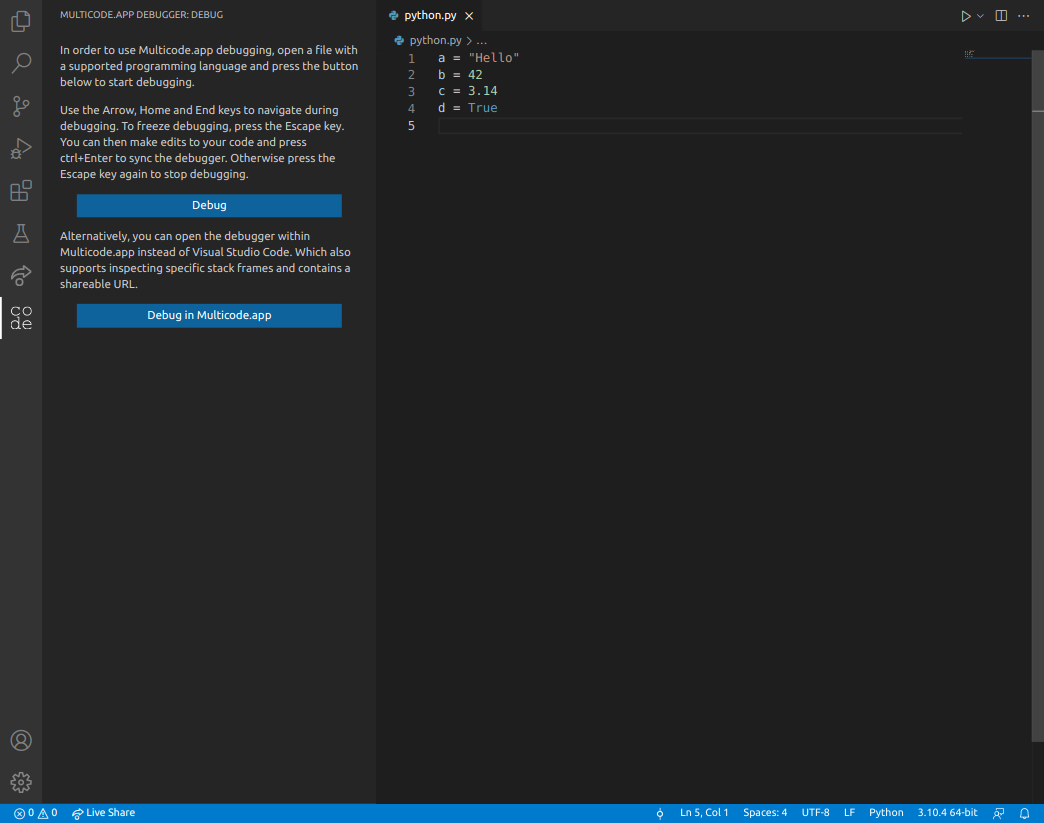 MULTICODE.APP DEBUGGER: DEBUG
In order to use Multicode.app debugging, open a file with
a supported programming language and press the button
below to start debugging.
Use the Arrow, Home and End keys to navigate during
debugging. To freeze debugging, press the Escape key.
You can then make edits to your code and press
ctrl+Enter to sync the debugger. Otherwise press the
Escape key again to stop debugging.
Debug
Alternatively, you can open the debugger within
Multicode.app instead of Visual Studio Code. Which also
supports inspecting specific stack frames and contains a
shareable URL.
Debug in Multicode.app
co
de
python.py
python.py > ...
1 a = "Hello"
2 b = 42
3 c = 3.14
4 d = True
5
0 0 Live Share
Ln 5, Col 1 Spaces: 4 UTF-8 LF Python 3.10.4 64-bit